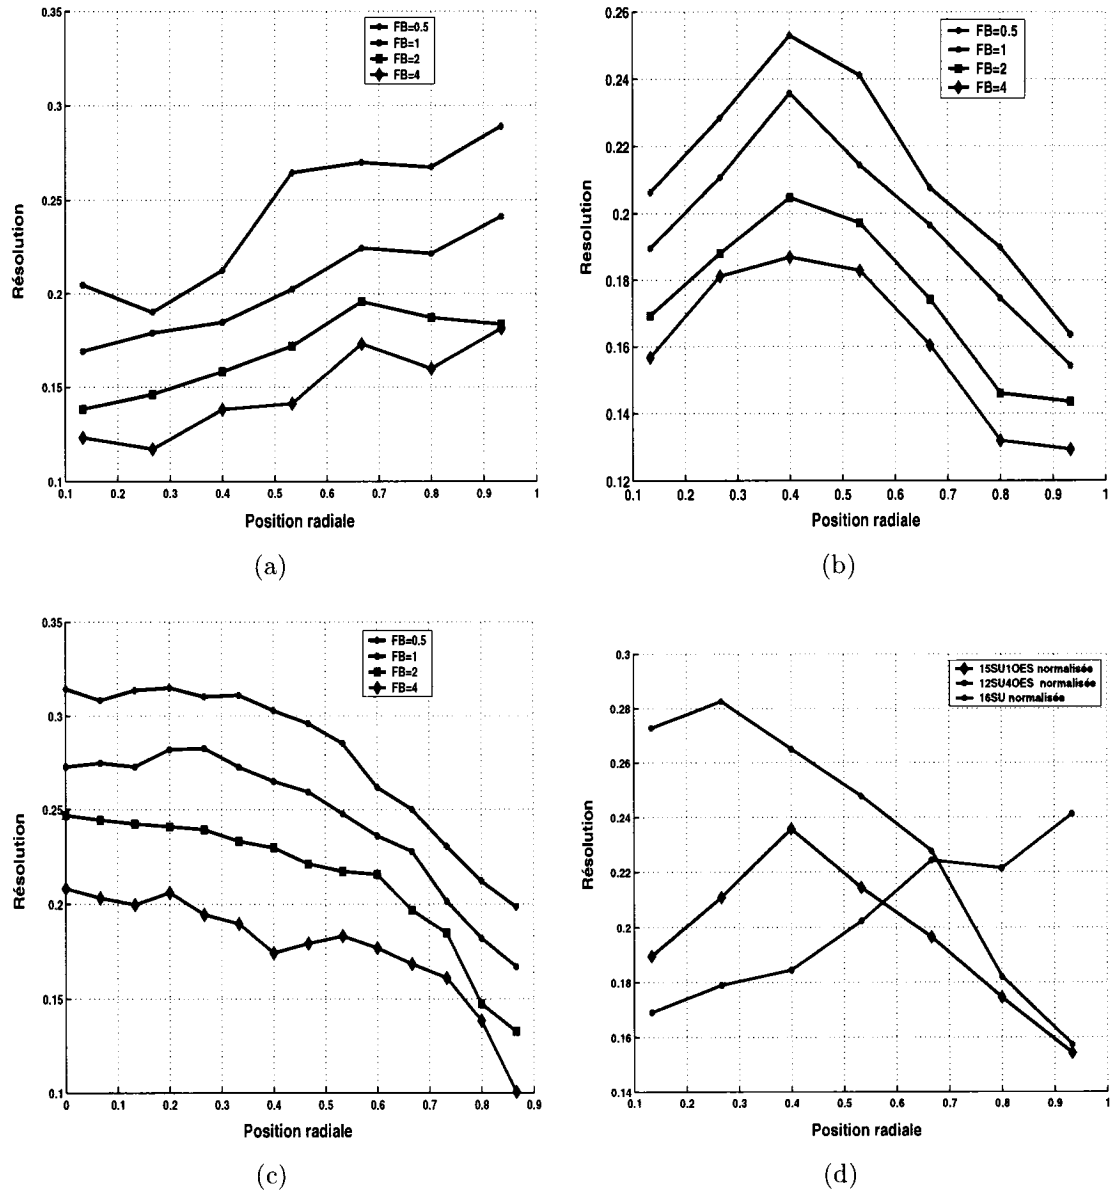 0.35
0.3
0.25
0.2
0.15
0.1
Résolution
FB=0.5
FB=1
FB=2
FB=4
0.1 0.2 0.3 0.4 0.5 0.6 0.7 0.8 0.9 1
Position radiale
(a)
0.26
0.24
0.22
0.2
0.18
0.16
0.14
0.12
Resolution
FB=0.5
FB=1
FB=2
FB=4
0.1 0.2 0.3 0.4 0.5 0.6 0.7 0.8 0.9 1
Position radiale
(b)
0.35
0.3
0.25
0.2
0.15
0.1
Résolution
FB=0.5
FB=1
FB=2
FB=4
0 0.1 0.2 0.3 0.4 0.5 0.6 0.7 0.8 0.9
Position radiale
(c)
0.3
0.28
0.26
0.24
0.22
0.2
0.18
0.16
0.14
Résolution
15SU1OES normalisée
12SU4OES normalisée
16SU normalisée
0.1 0.2 0.3 0.4 0.5 0.6 0.7 0.8 0.9 1
Position radiale
(d)